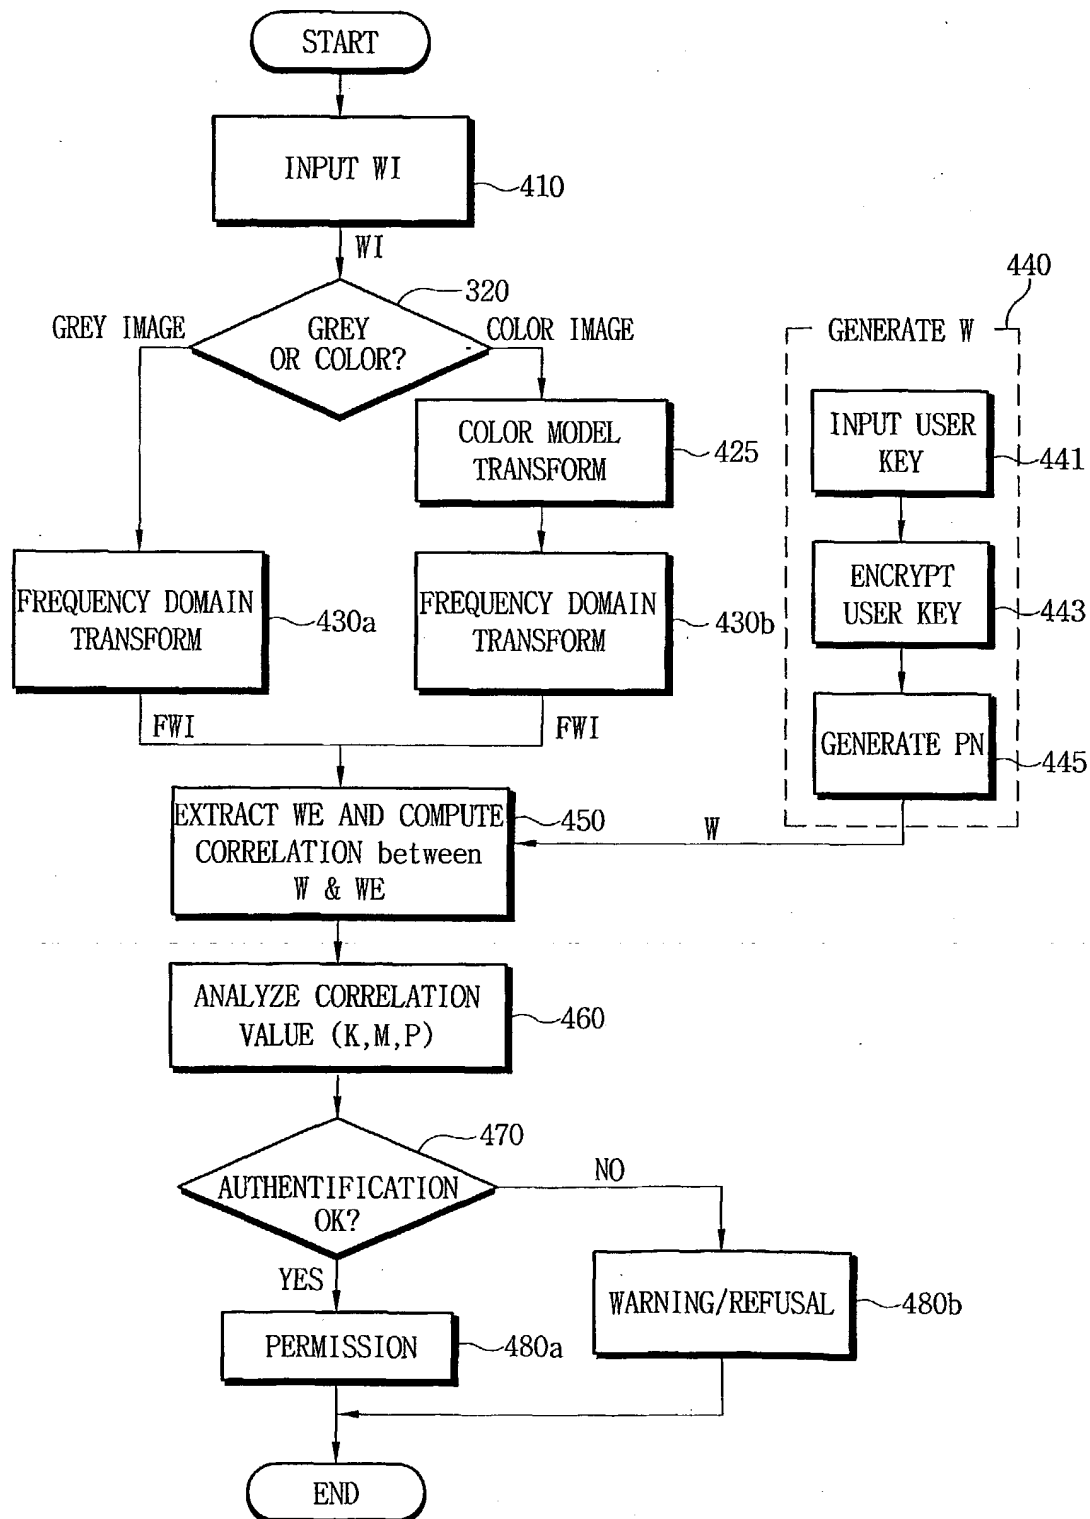 START
INPUT WI
410
WI
320
GREY IMAGE
GREY
OR COLOR?
COLOR IMAGE
440
GENERATE W
COLOR MODEL
TRANSFORM
425
INPUT USER
KEY
441
FREQUENCY DOMAIN
TRANSFORM
430a
FREQUENCY DOMAIN
TRANSFORM
430b
ENCRYPT
USER KEY
443
FWI
FWI
GENERATE PN
445
EXTRACT WE AND COMPUTE
CORRELATION between
W & WE
450
W
ANALYZE CORRELATION
VALUE (K,M,P)
460
470
AUTHENTIFICATION
OK?
NO
YES
WARNING/REFUSAL
480b
PERMISSION
480a
END